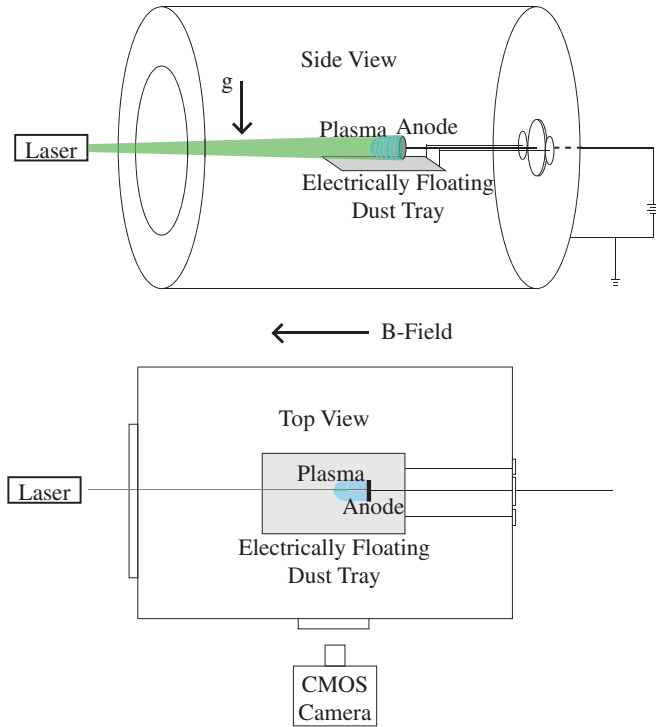 Side View
g
Laser
Plasma
Anode
Electrically Floating
Dust Tray
B-Field
Top View
Laser
Plasma
Anode
Electrically Floating
Dust Tray
CMOS
Camera